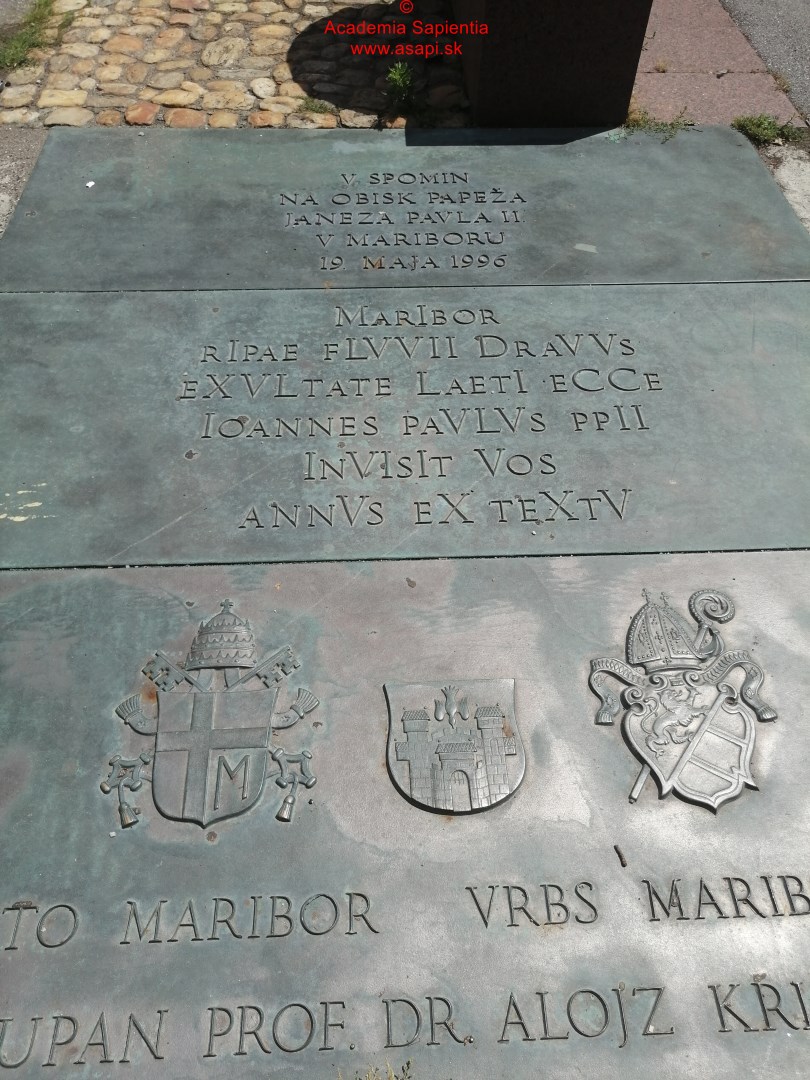 ©
Academia Sapientia
www.asapi.sk
V SPOMIN
NA OBISK PAPEŽA
JANEZA PAVLA II.
V MARIBORU
19. MAJA 1996
MarIbor
rIpae fLVVII DraVVs
eXVLtate LaetI eCCe
Ioannes paVLVs ppII
InVIsIt Vos
annVs eX teXtV
M
TO MARIBOR VRBS MARIB
UPAN PROF. DR. ALOJZ KRI